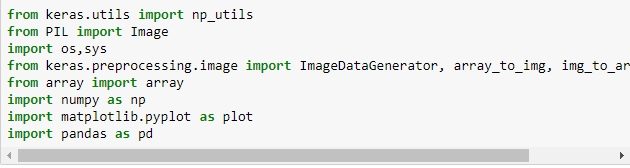 from keras.utils import np_utils
from PIL import Image
import os,sys
from keras.preprocessing.image import ImageDataGenerator, array_to_img, img_to_ar
from array import array
import numpy as np
import matplotlib.pyplot as plot
import pandas as pd